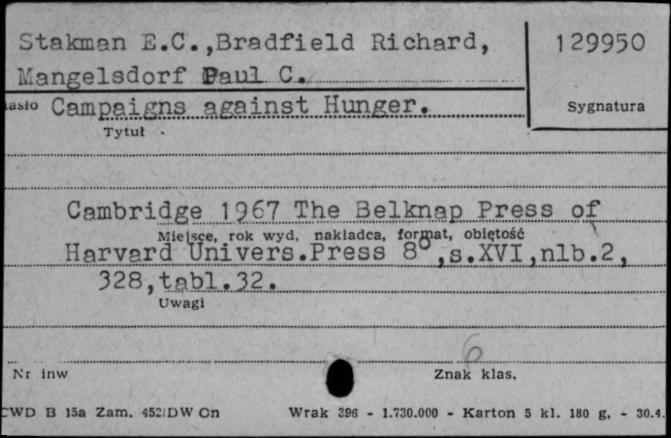 Stakman E.C.,Bradfield Richard,
129950
Mangelsdorf Paul C.
Campaigns against Hunger.
Sygnatura
Tytuł
Cambridge 1967 The Belknap Press of
Miejsce, rok wyd, nakładca, format, objętość
Harvard Univers.Press 8°,s.XVI,nlb.2,
328,tabl.32.
Uwagi
6
Nr inw
Znak klas.
CWD B 15a Zam. 452 DW Cn Wrak 396 - 1.730.000 - Karton 5 kl. 180 g. - 30.4.